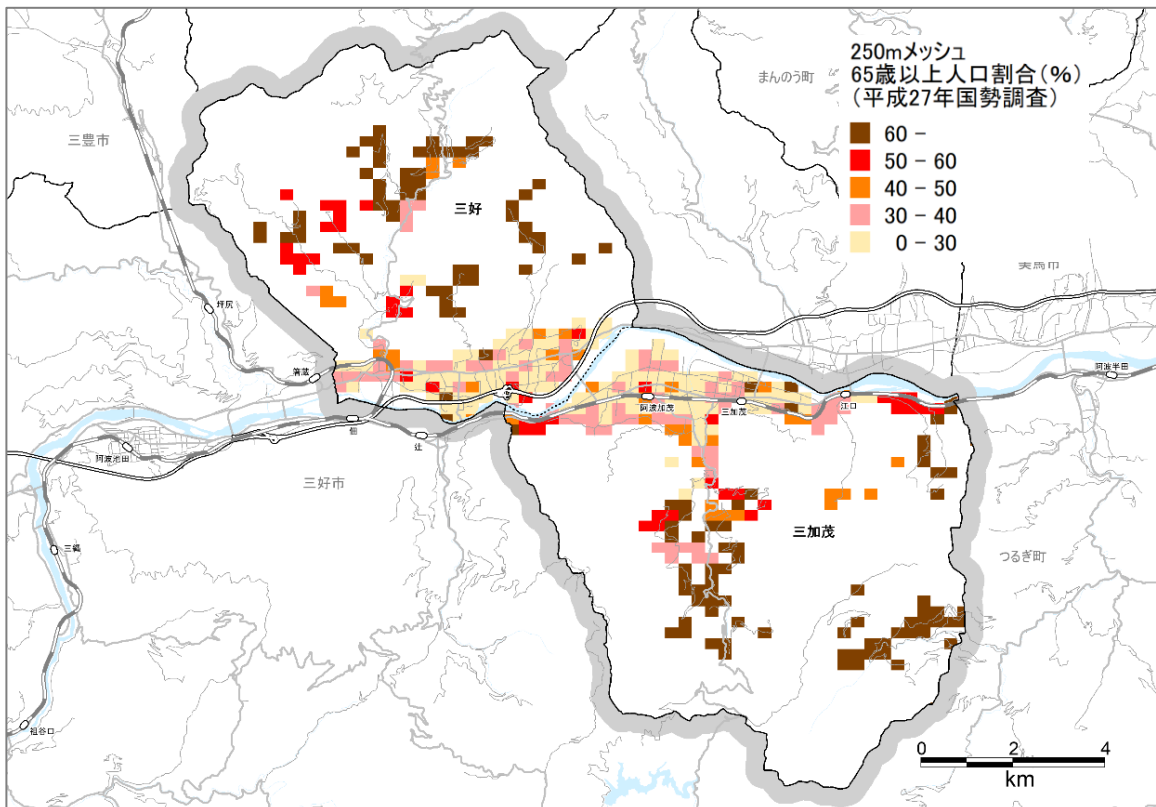 250mメッシュ
65歳以上人口割合(%)
(平成27年国勢調査)
60 -
50 - 60
40 - 50
30 - 40
0 - 30
まんのう町
三豊市
三好
美馬市
坪尻
箸蔵
佃
辻
阿波池田
三好市
三縄
祖谷口
阿波加茂
三加茂
江口
阿波半田
三加茂
つるぎ町
0 2 4
km